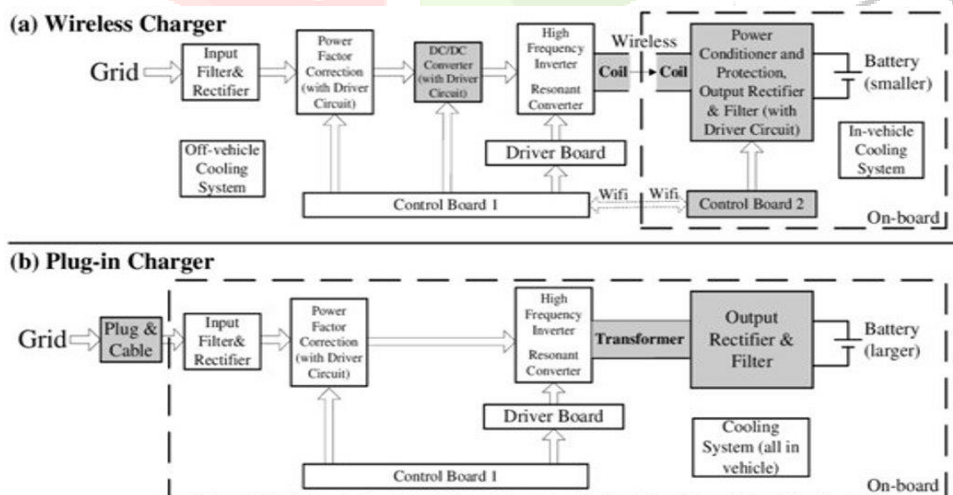 (a) Wireless Charger
Grid
Input
Filter&
Rectifier
Power
Factor
Correction
(with Driver
Circuit)
DC/DC
Converter
(with Driver
Circuit)
High
Frequency
Inverter
Resonant
Converter
Wireless
Coil
Coil
Power
Conditioner and
Protection,
Output Rectifier
& Filter (with
Driver Circuit)
Battery
(smaller)
Off-vehicle
Cooling
System
Driver Board
In-vehicle
Cooling
System
Control Board 1
Wifi
Wifi
Control Board 2
On-board
(b) Plug-in Charger
Grid
Plug &
Cable
Input
Filter&
Rectifier
Power
Factor
Correction
(with Driver
Circuit)
High
Frequency
Inverter
Resonant
Converter
Transformer
Output
Rectifier &
Filter
Battery
(larger)
Driver Board
Cooling
System (all in
vehicle)
Control Board 1
On-board